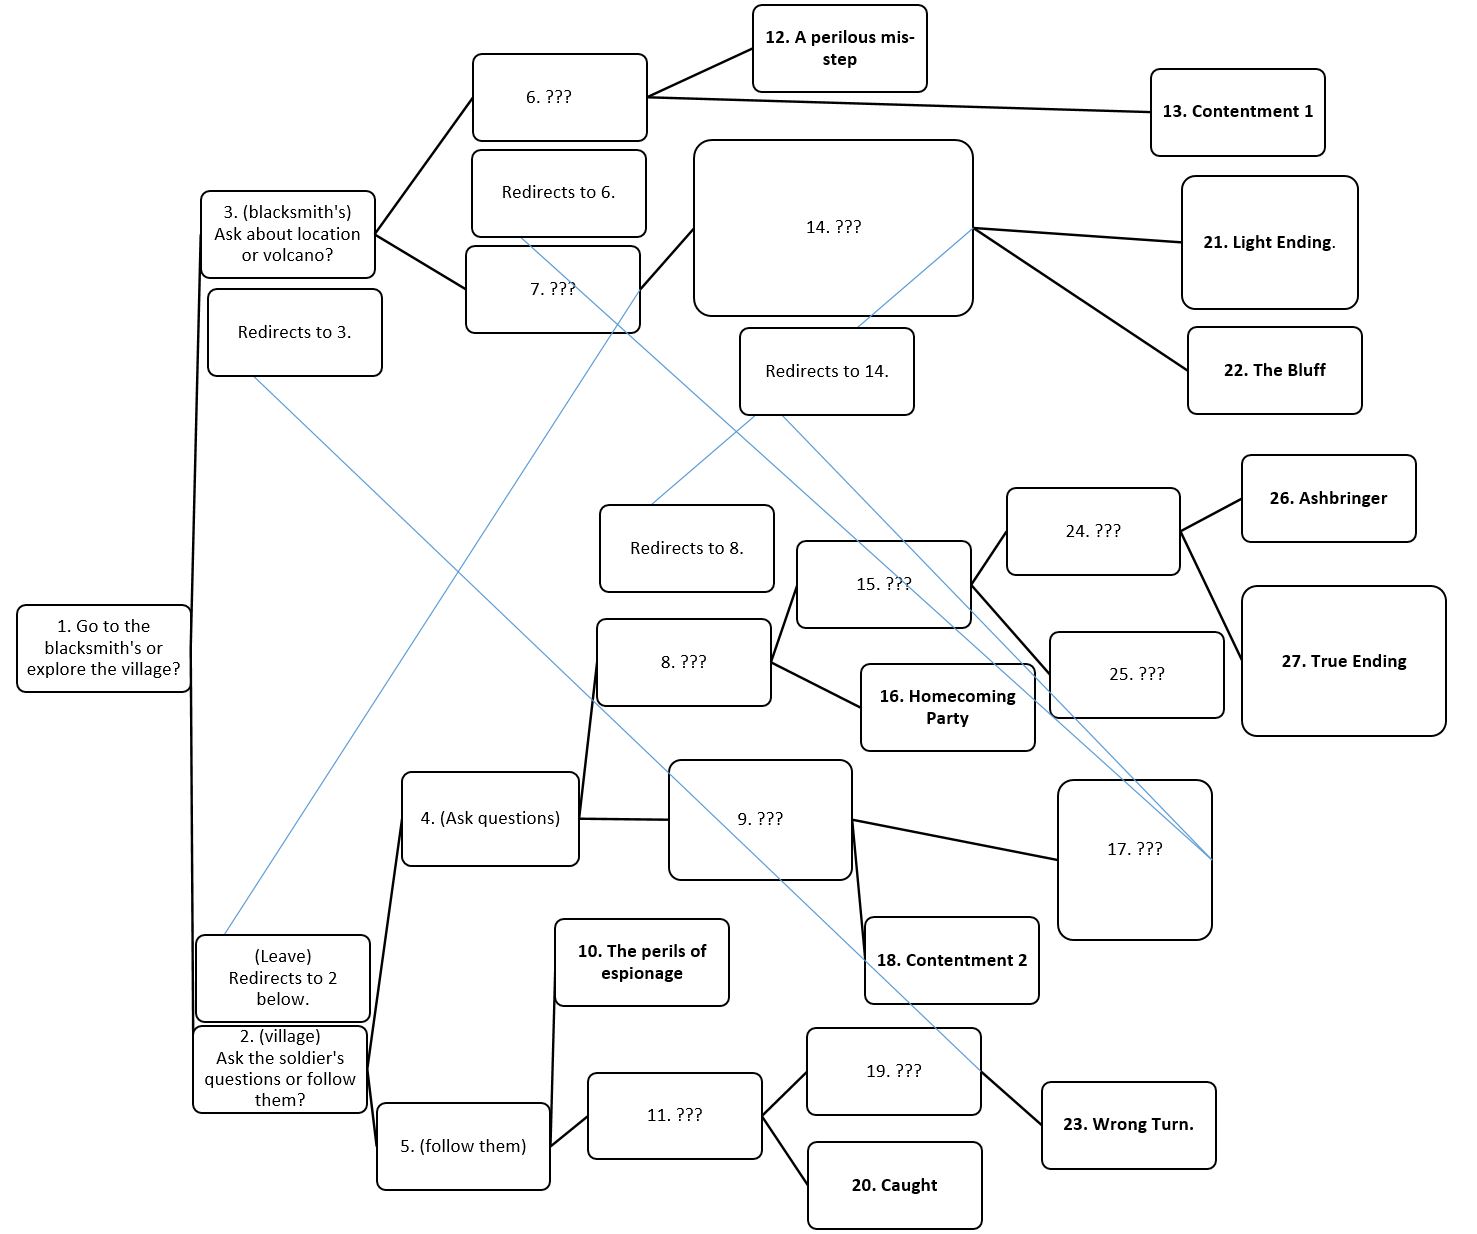 12. A perilous mis-
step
6. ???
13. Contentment 1
Redirects to 6.
3. (blacksmith's)
Ask about location
or volcano?
14. ???
21. Light Ending.
7. ???
Redirects to 3.
Redirects to 14.
22. The Bluff
26. Ashbringer
24. ???
Redirects to 8.
15. ???
1. Go to the
blacksmith's or
explore the village?
8. ???
25. ???
27. True Ending
16. Homecoming
Party
4. (Ask questions)
9. ???
17. ???
10. The perils of
espionage
18. Contentment 2
(Leave)
Redirects to 2
below.
2. (village)
Ask the soldier's
questions or follow
them?
19. ???
11. ???
23. Wrong Turn.
5. (follow them)
20. Caught